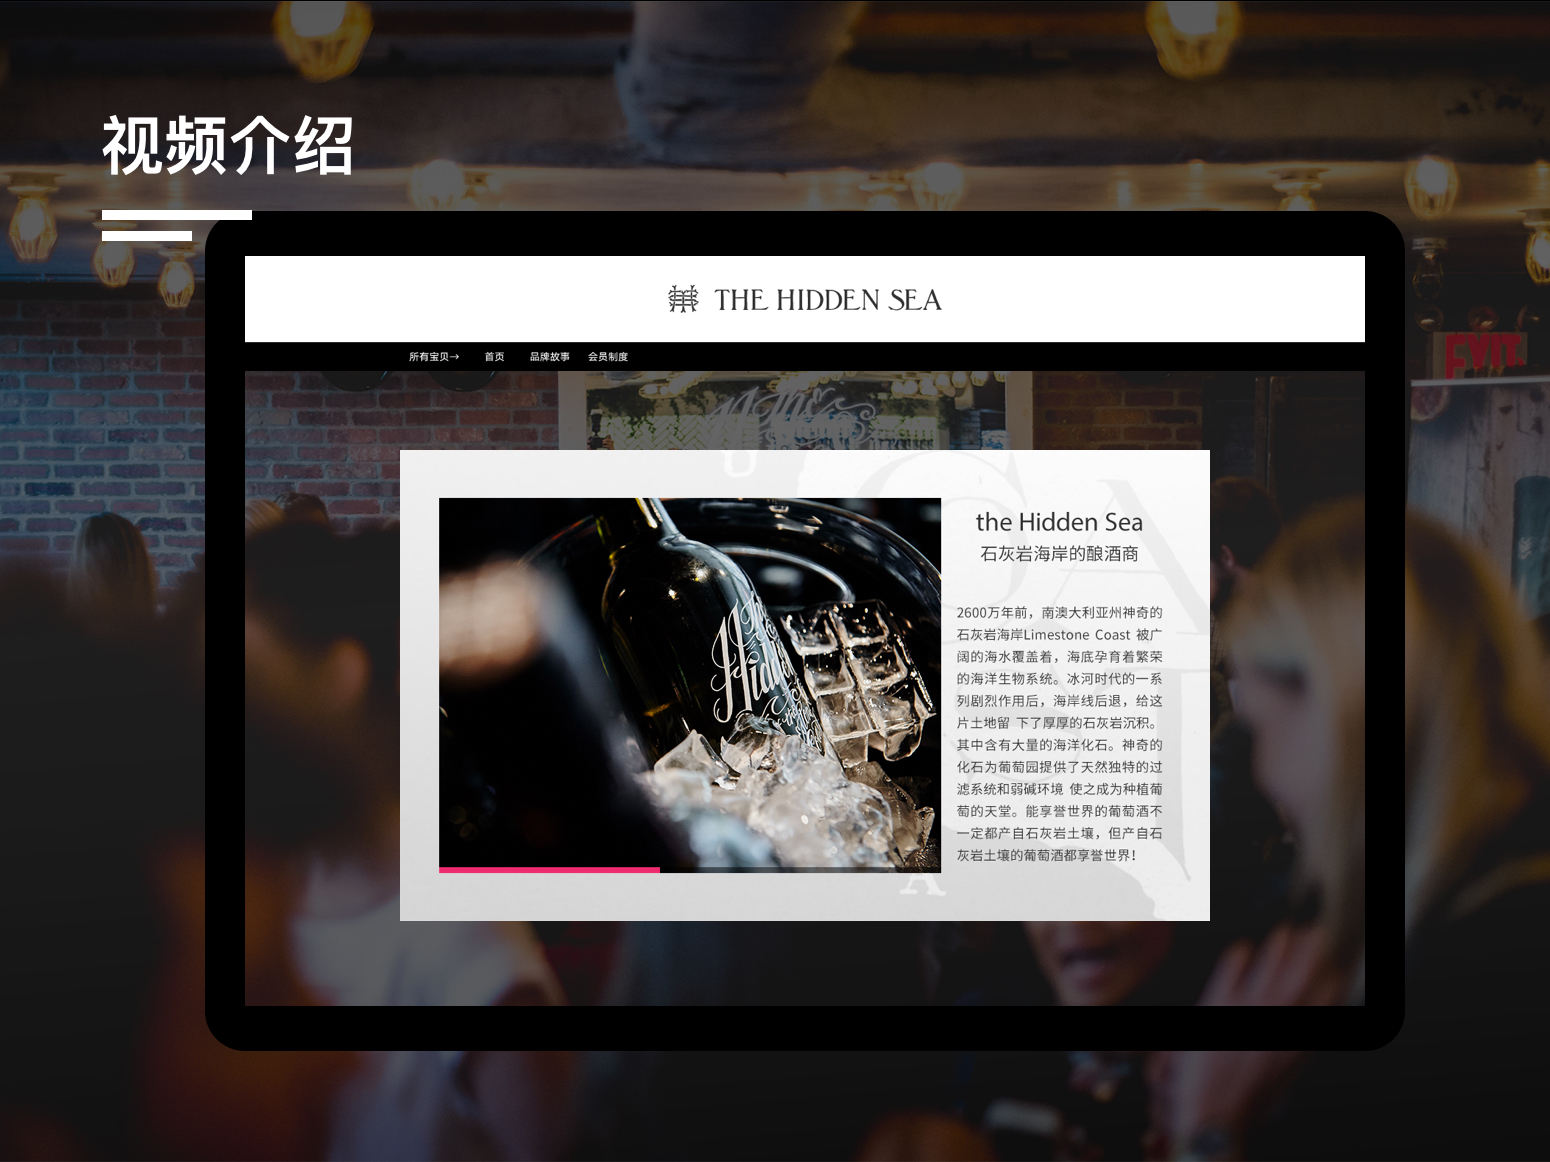 视频介绍
THE HIDDEN SEA
所有宝贝→ 首页 品牌故事 会员制度
the Hidden Sea
石灰岩海岸的酿酒商
2600万年前，南澳大利亚州神奇的
石灰岩海岸Limestone Coast 被广
阔的海水覆盖着，海底孕育着繁荣
的海洋生物系统。冰河时代的一系
列剧烈作用后，海岸线后退，给这
片土地留 下了厚厚的石灰岩沉积。
其中含有大量的海洋化石。神奇的
化石为葡萄园提供了天然独特的过
滤系统和弱碱环境 使之成为种植葡
萄的天堂。能享誉世界的葡萄酒不
一定都产自石灰岩土壤，但产自石
灰岩土壤的葡萄酒都享誉世界！
The
Hidden
EXIT